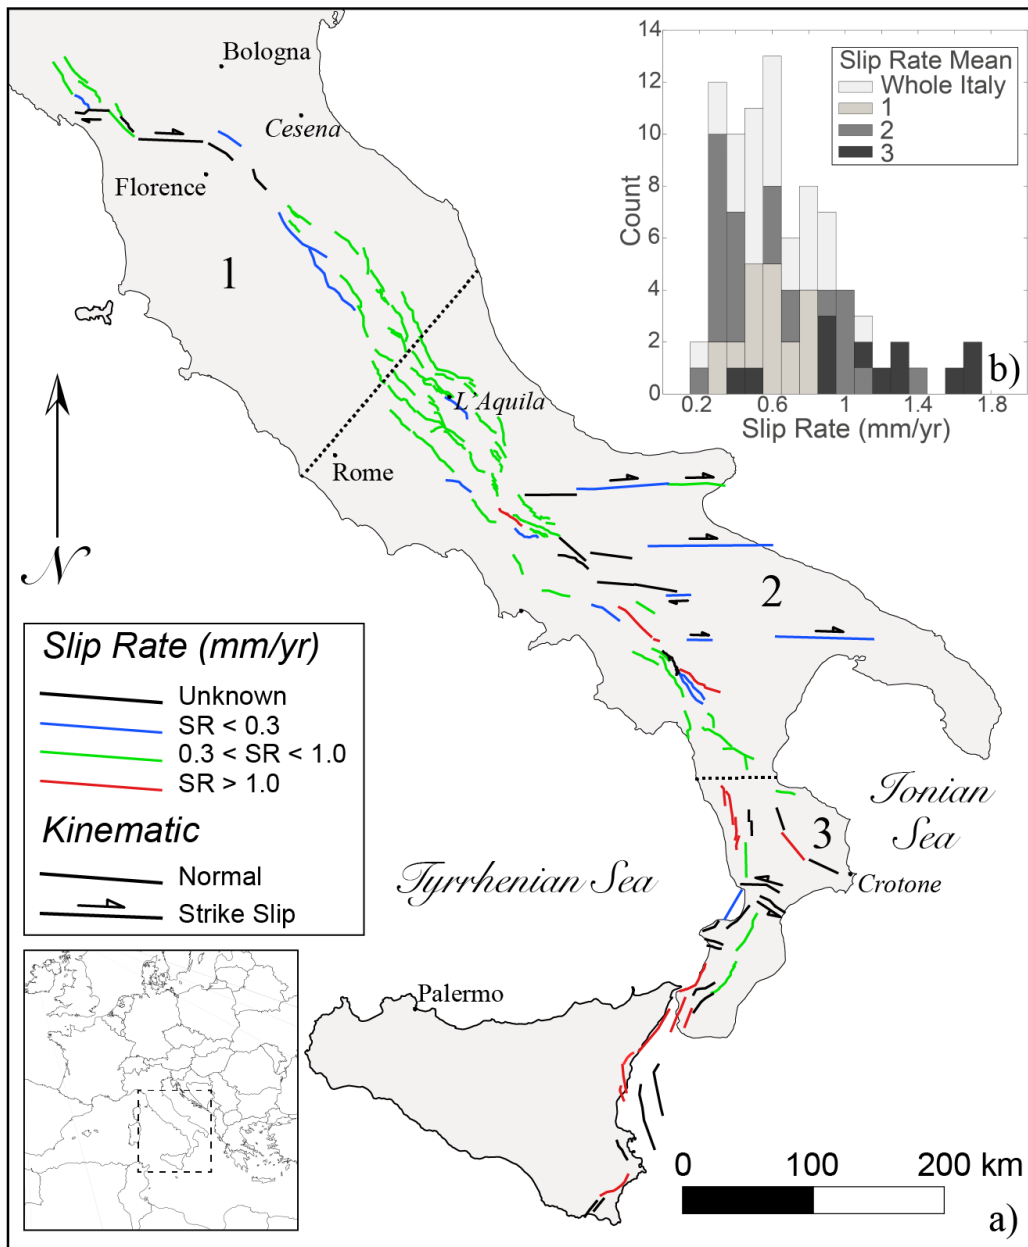 Bologna
Cesena
Florence
1
L'Aquila
Rome
N
2
3
Ionian
Sea
Tyrrhenian Sea
Crotone
Palermo
Slip Rate (mm/yr)
Unknown
SR < 0.3
0.3 < SR < 1.0
SR > 1.0
Kinematic
Normal
Strike Slip
0 100 200 km
a)
14
12
10
8
6
4
2
0
Count
Slip Rate Mean
Whole Italy
1
2
3
b)
0.2 0.6 1 1.4 1.8
Slip Rate (mm/yr)